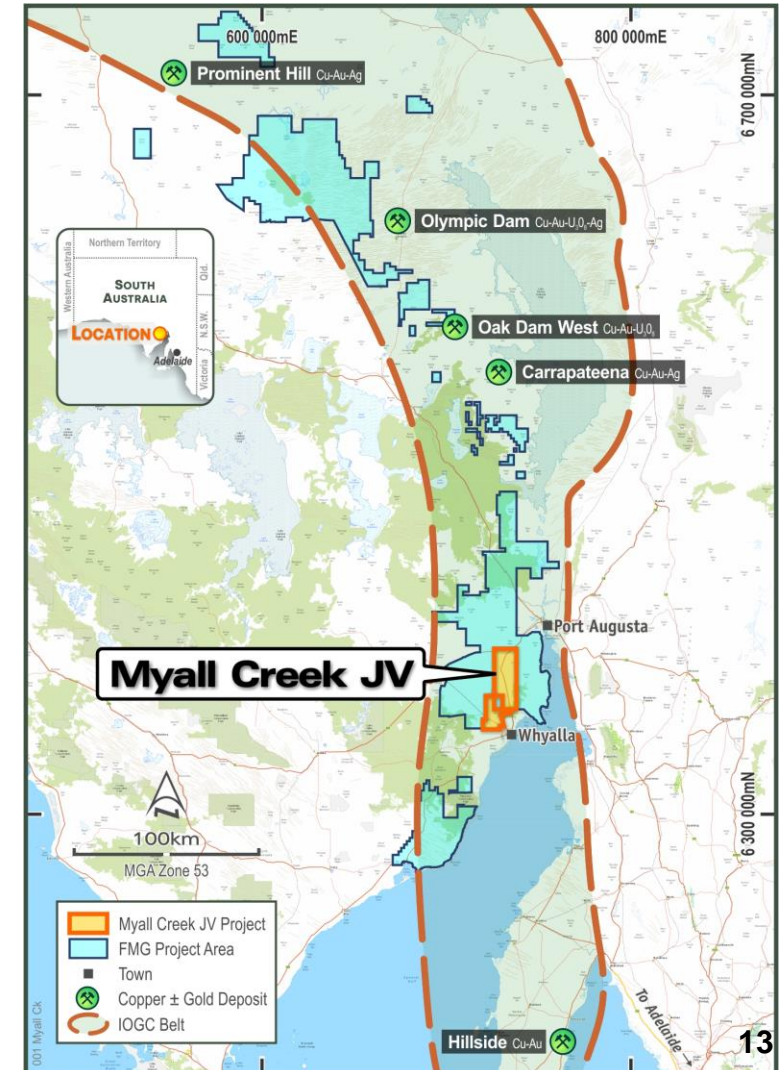 600 000mE
800 000mE
Prominent Hill Cu-Au-Ag
6 700 000mN
Olympic Dam Cu-Au-U₃O₈-Ag
Northern Territory
Western Australia
SOUTH
AUSTRALIA
Qld.
N.S.W.
LOCATION
Adelaide
Victoria
Oak Dam West Cu-Au-U₃O₈
Carrapateena Cu-Au-Ag
Port Augusta
Myall Creek JV
Whyalla
6 300 000mN
100km
MGA Zone 53
Myall Creek JV Project
FMG Project Area
Town
Copper ± Gold Deposit
IOGC Belt
001 Myall Ck
Hillside Cu-Au
To Adelaide
13